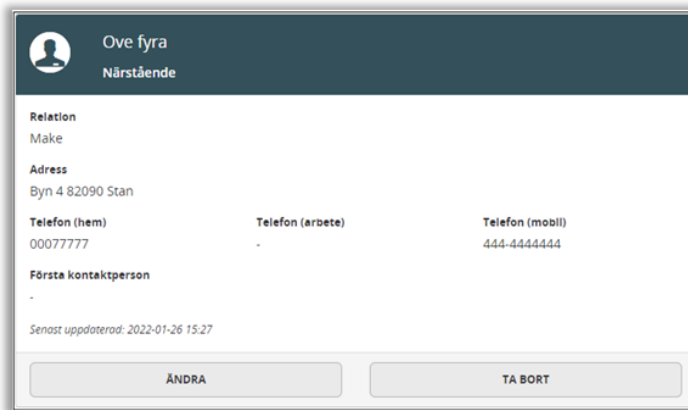 Ove fyra
Närstående
Relation
Make
Adress
Byn 4 82090 Stan
Telefon (hem) Telefon (arbete) Telefon (mobil)
00077777 - 444-4444444
Första kontaktperson
-
Senast uppdaterad: 2022-01-26 15:27
ÄNDRA TA BORT